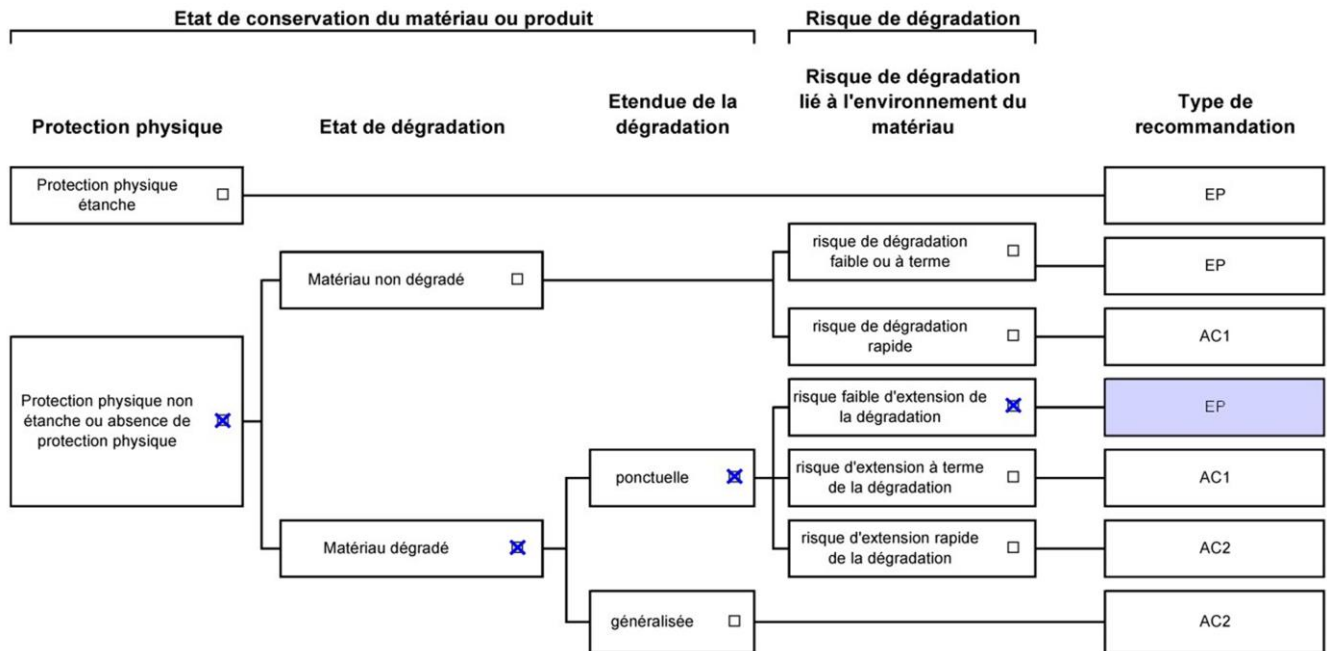 Etat de conservation du matériau ou produit
Risque de dégradation
Protection physique
Etat de dégradation
Etendue de la
dégradation
Risque de dégradation
lié à l'environnement du
matériau
Type de
recommandation
Protection physique
étanche
EP
Matériau non dégradé
risque de dégradation
faible ou à terme
EP
risque de dégradation
rapide
AC1
Protection physique non
étanche ou absence de
protection physique
Matériau dégradé
ponctuelle
risque faible d'extension de
la dégradation
EP
risque d'extension à terme
de la dégradation
AC1
risque d'extension rapide
de la dégradation
AC2
généralisée
AC2